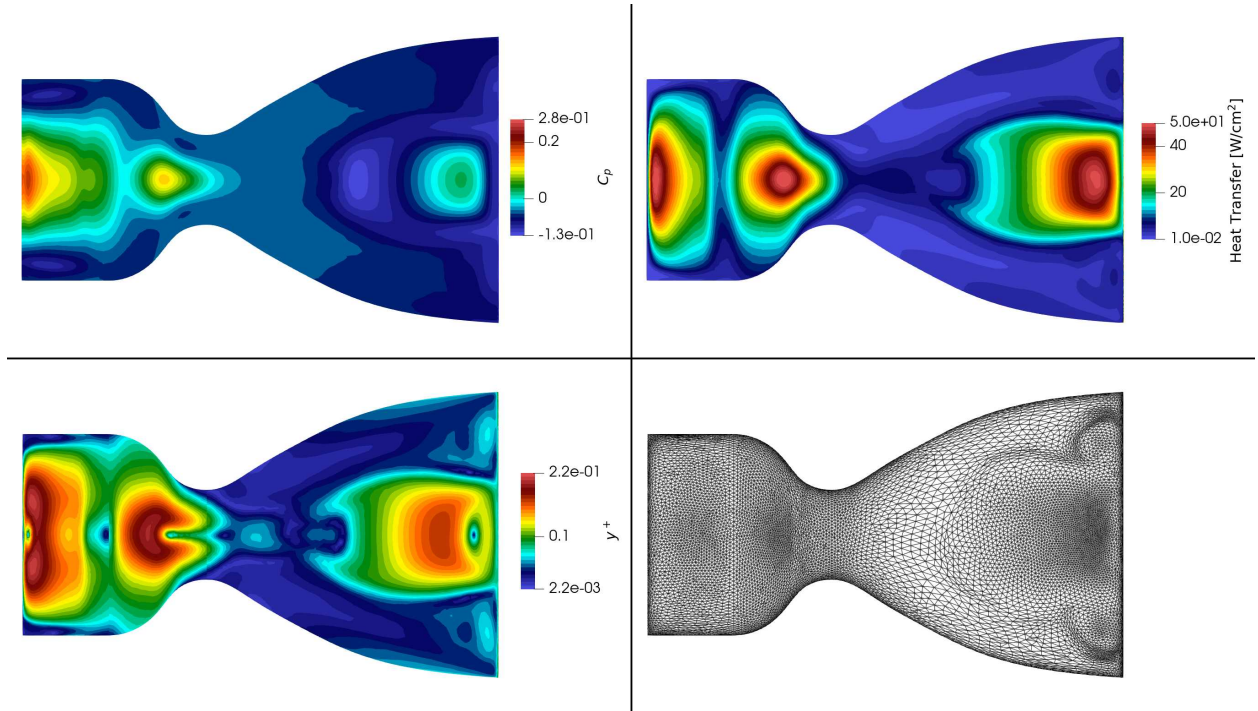 2.8e-01
0.2
0
-1.3e-01
Cp
5.0e+01
40
20
1.0e-02
Heat Transfer [W/cm²]
2.2e-01
0.1
2.2e-03
y⁺